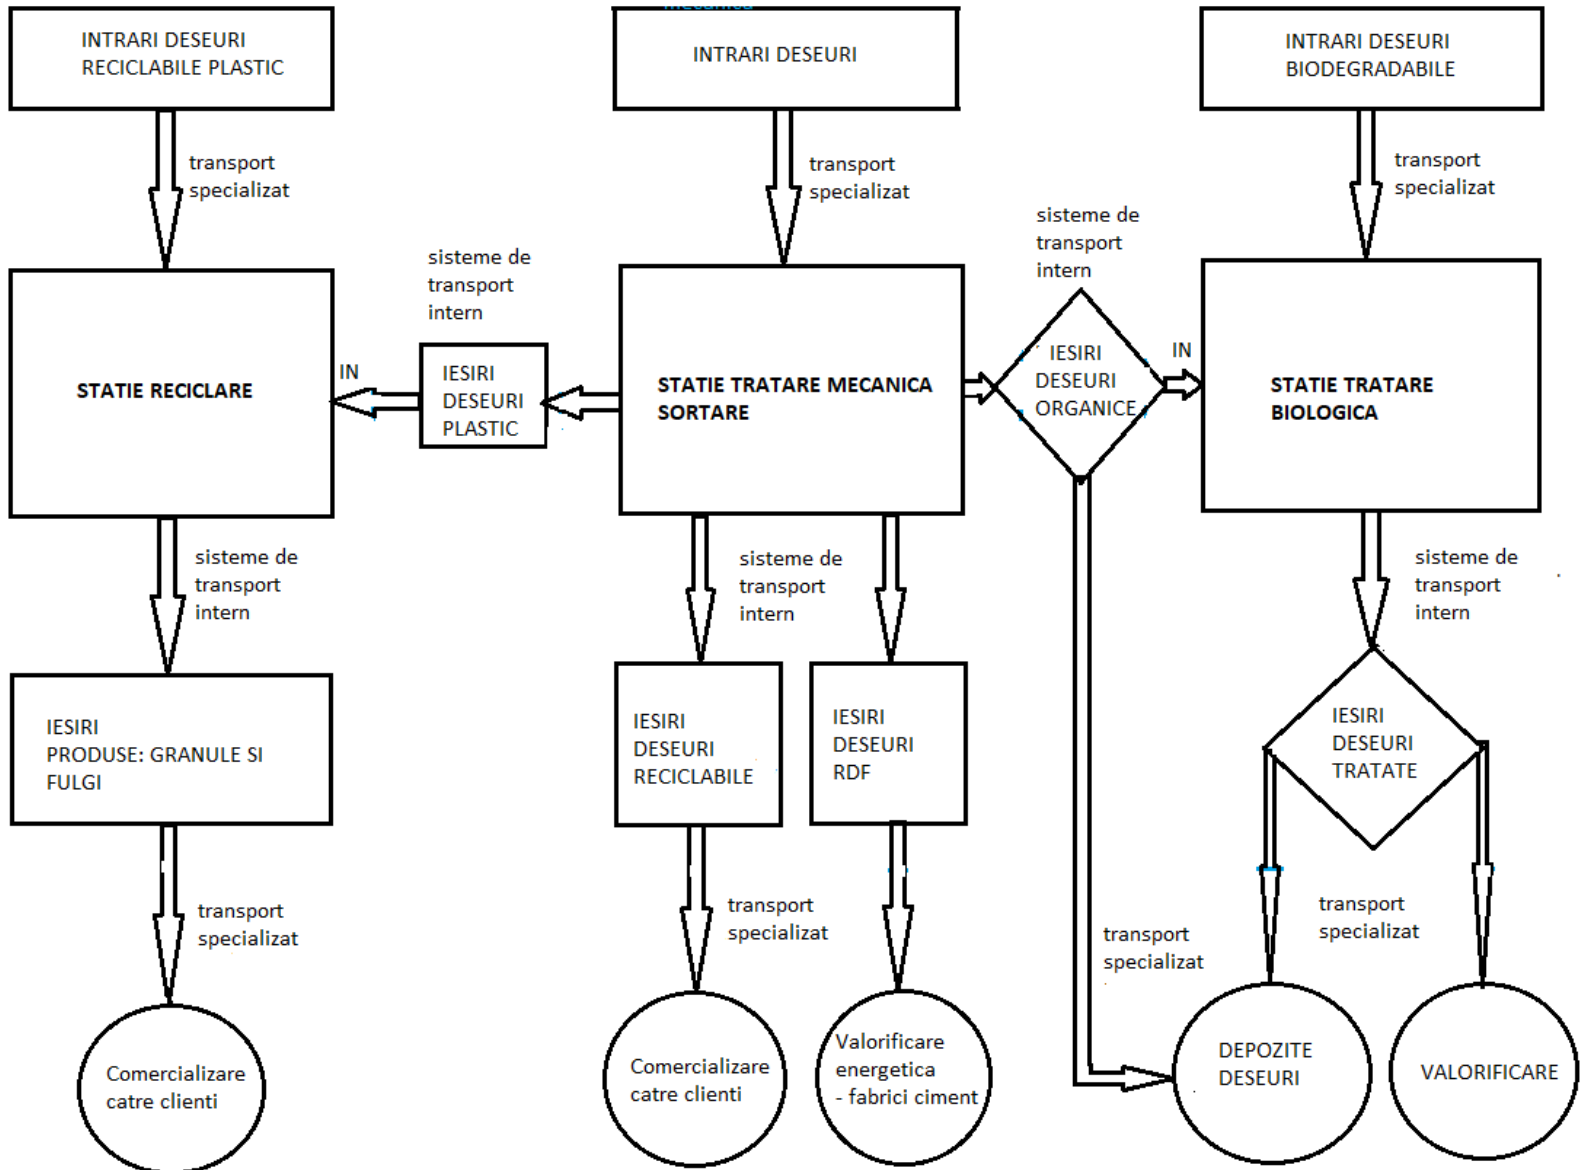 INTRARI DESEURI
RECICLABILE PLASTIC
INTRARI DESEURI
INTRARI DESEURI
BIODEGRADABILE
transport
specializat
transport
specializat
transport
specializat
sisteme de
transport
intern
sisteme de
transport
intern
STATIE RECICLARE
IN
IESIRI
DESEURI
PLASTIC
STATIE TRATARE MECANICA
SORTARE
IESIRI
DESEURI
ORGANICE
IN
STATIE TRATARE
BIOLOGICA
sisteme de
transport
intern
sisteme de
transport
intern
sisteme de
transport
intern
IESIRI
PRODUSE: GRANULE SI
FULGI
IESIRI
DESEURI
RECICLABILE
IESIRI
DESEURI
RDF
IESIRI
DESEURI
TRATATE
transport
specializat
transport
specializat
transport
specializat
transport
specializat
Comercializare
catre clienti
Comercializare
catre clienti
Valorificare
energetica
- fabrici ciment
DEPOZITE
DESEURI
VALORIFICARE